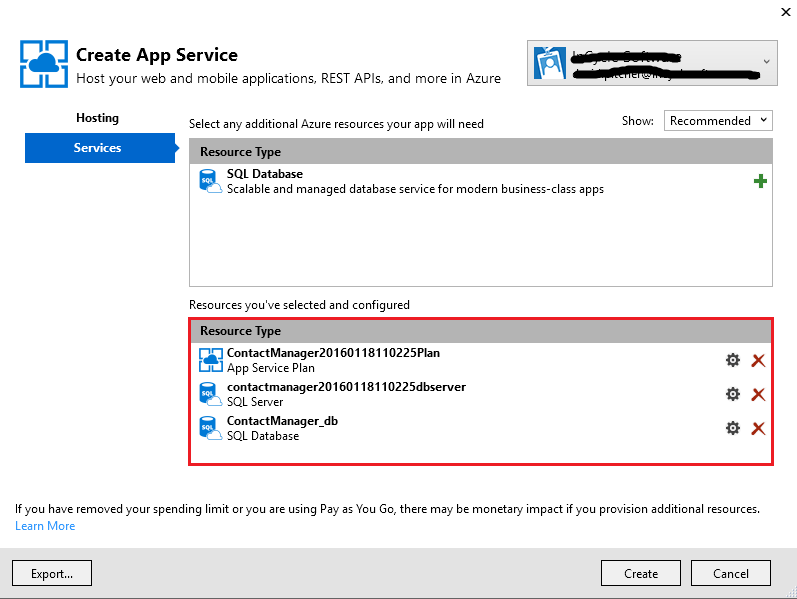 Create App Service
Host your web and mobile applications, REST APIs, and more in Azure
Hosting
Services
Select any additional Azure resources your app will need
Show:
Recommended
Resource Type
SQL Database
Scalable and managed database service for modern business-class apps
Resources you've selected and configured
Resource Type
ContactManager20160118110225Plan
App Service Plan
contactmanager20160118110225dbserver
SQL Server
ContactManager_db
SQL Database
If you have removed your spending limit or you are using Pay as You Go, there may be monetary impact if you provision additional resources.
Learn More
Export...
Create
Cancel